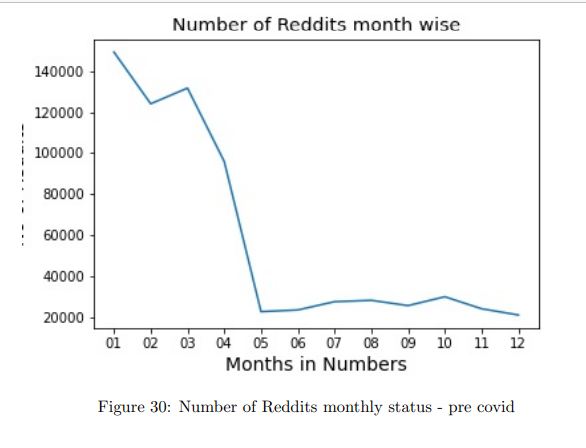 Number of Reddits month wise
140000
120000
100000
80000
60000
40000
20000
01 02 03 04 05 06 07 08 09 10 11 12
Months in Numbers
Figure 30: Number of Reddits monthly status - pre covid